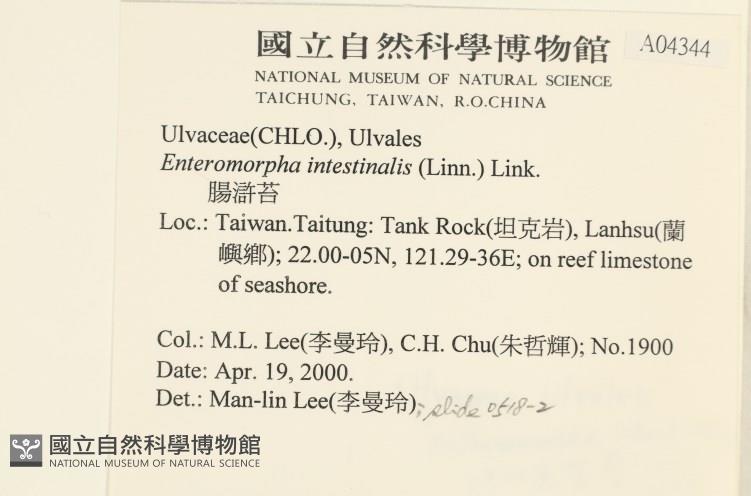 國立自然科學博物館
A04344
NATIONAL MUSEUM OF NATURAL SCIENCE
TAICHUNG, TAIWAN, R.O.CHINA
Ulvaceae(CHLO.), Ulvales
Enteromorpha intestinalis (Linn.) Link.
腸滸苔
Loc.: Taiwan.Taitung: Tank Rock(坦克岩), Lanhsu(蘭
嶼鄉); 22.00-05N, 121.29-36E; on reef limestone
of seashore.
Col.: M.L. Lee(李曼玲), C.H. Chu(朱哲輝); No.1900
Date: Apr. 19, 2000.
Det.: Man-lin Lee(李曼玲); slide 0518-2
國立自然科學博物館
NATIONAL MUSEUM OF NATURAL SCIENCE